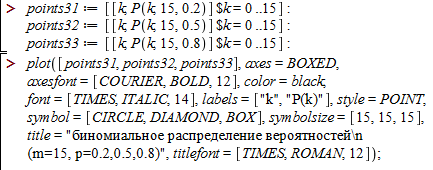 > points31 := [[k, P(k, 15, 0.2)] $k = 0 ..15] :
points32 := [[k, P(k, 15, 0.5)] $k = 0 ..15] :
points33 := [[k, P(k, 15, 0.8)] $k = 0 ..15] :
> plot([points31, points32, points33], axes = BOXED,
axesfont = [COURIER, BOLD, 12], color = black,
font = [TIMES, ITALIC, 14], labels = ["k", "P(k)"], style = POINT,
symbol = [CIRCLE, DIAMOND, BOX], symbolsize = [15, 15, 15],
title = "биномиальное распределение вероятностей\n
(m=15, p=0.2,0.5,0.8)", titlefont = [TIMES, ROMAN, 12]);